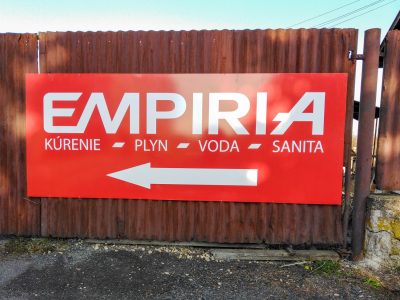 EMPIRIA
KÚRENIE - PLYN - VODA - SANITA